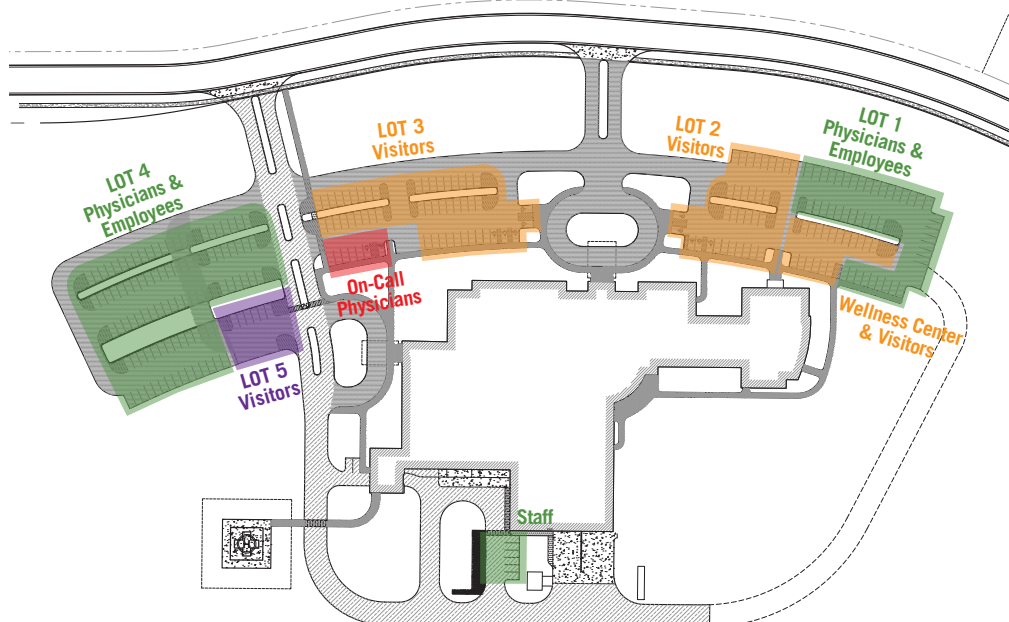 LOT 1
Physicians &
Employees
LOT 2
Visitors
LOT 3
Visitors
LOT 4
Physicians &
Employees
On-Call
Physicians
Wellness Center
& Visitors
LOT 5
Visitors
Staff